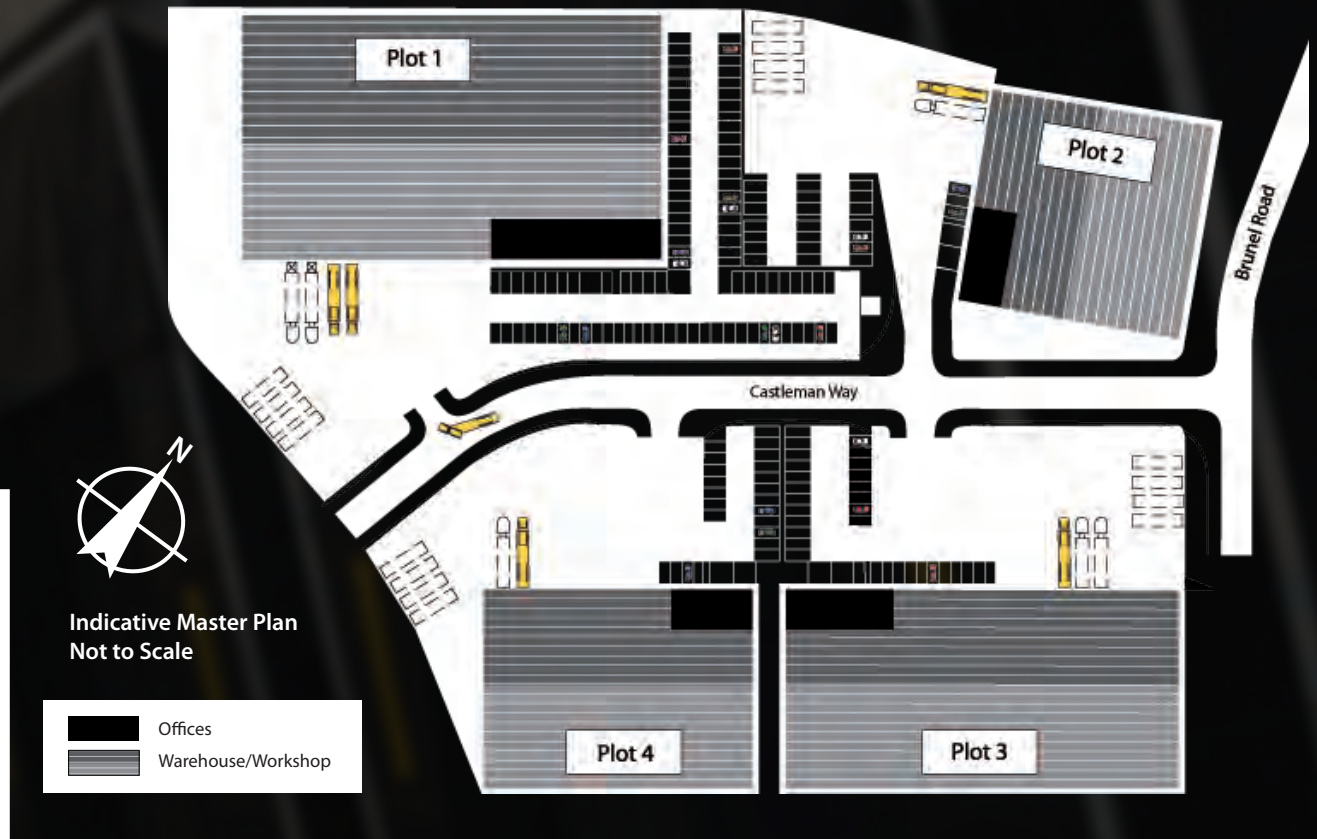 Plot 1
Plot 2
Brunel Road
Castleman Way
N
Indicative Master Plan
Not to Scale
Offices
Warehouse/Workshop
Plot 4
Plot 3